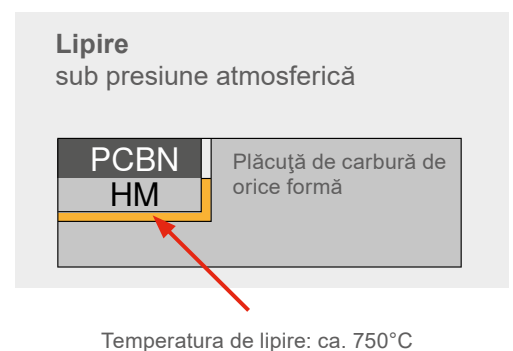 Lipire
sub presiune atmosferică
PCBN
HM
Plăcuţă de carbură de
orice formă
Temperatura de lipire: ca. 750°C